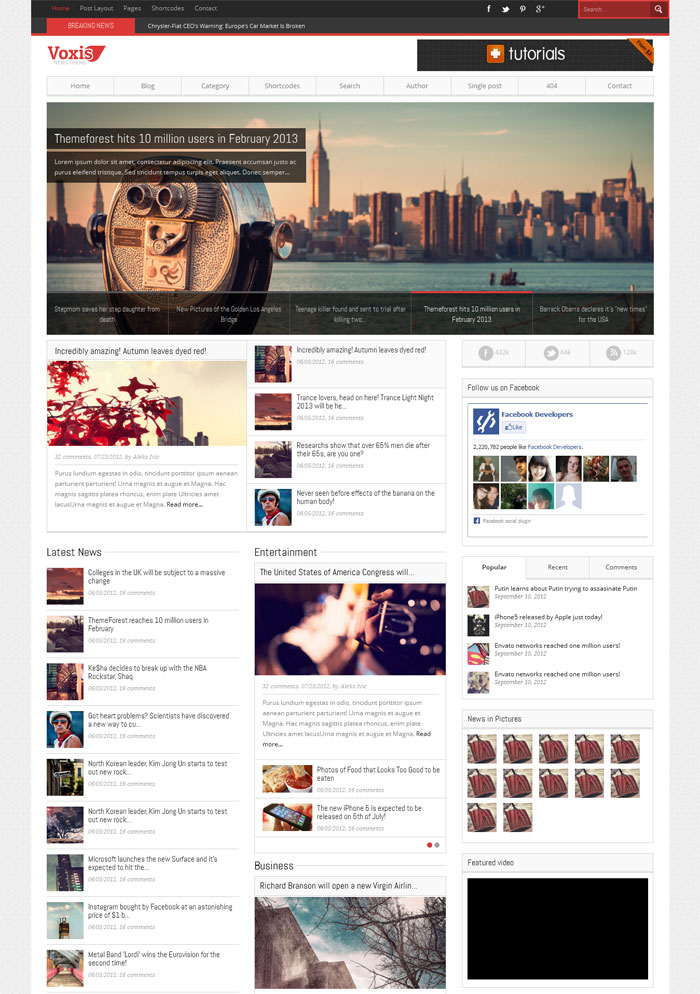 Home Post Layout Pages Shortcodes Contact
Search...
BREAKING NEWS Chrysler-Fiat CEO's Warning: Europe's Car Market Is Broken
Voxis
NEWS THEME
tutorials
Home Blog Category Shortcodes Search Author Single post 404 Contact
Themeforest hits 10 million users in February 2013
Lorem ipsum dolor sit amet, consectetur adipiscing elit. Praesent accumsan justo ac
purus eleifend tristique. Sed tincidunt tempus turpis eget aliquet. Donec semper...
Stepmom saves her step daughter from
death
New Pictures of the Golden Los Angeles
Bridge
Teenage killer found and sent to trial after
killing two...
Themeforest hits 10 million users in
February 2013
Barrack Obama declares it's "new times"
for the USA
Incredibly amazing! Autumn leaves dyed red!
32 comments, 07/23/2012, by Aleks Ivic
Purus lundium egestas in odio, tincidunt porttitor ipsum aenean
parturient parturient! Urna magnis et augue et Magnis. Hac
magnis sagittis platea rhoncus, enim plate Ultricies amet
lacusUrna magnis et augue et Magnis. Read more...
Incredibly amazing! Autumn leaves dyed red!
06/03/2012, 16 comments
Trance lovers, head on here! Trance Light Night
2013 will be he...
06/03/2012, 16 comments
Researchs show that over 65% men die after
their 65s, are you one?
06/03/2012, 16 comments
Never seen before effects of the banana on the
human body!
06/03/2012, 16 comments
432k 64k 128k
Follow us on Facebook
Facebook Developers
Like
2,220,782 people like Facebook Developers.
Facebook social plugin
Latest News
Colleges in the UK will be subject to a massive
change
06/03/2012, 16 comments
ThemeForest reaches 10 million users in
February
06/03/2012, 16 comments
Ke$ha decides to break up with the NBA
Rockstar, Shaq
06/03/2012, 16 comments
Got heart problems? Scientists have discovered
a new way to cu...
06/03/2012, 16 comments
North Korean leader, Kim Jong Un starts to test
out new rock...
06/03/2012, 16 comments
North Korean leader, Kim Jong Un starts to test
out new rock...
06/03/2012, 16 comments
Microsoft launches the new Surface and it's
expected to hit the...
06/03/2012, 16 comments
Instagram bought by Facebook at an astonishing
price of $1 b...
06/03/2012, 16 comments
Metal Band 'Lordi' wins the Eurovision for the
second time!
06/03/2012, 16 comments
Entertainment
The United States of America Congress will...
32 comments, 07/23/2012, by Aleks Ivic
Purus lundium egestas in odio, tincidunt porttitor ipsum
aenean parturient parturient! Urna magnis et augue et
Magnis. Hac magnis sagittis platea rhoncus, enim plate
Ultricies amet lacusUrna magnis et augue et Magnis. Read
more...
Photos of Food that Looks Too Good to be
eaten
06/03/2012, 16 comments
The new iPhone 5 is expected to be
released on 5th of July!
06/03/2012, 16 comments
Business
Richard Branson will open a new Virgin Airlin...
Popular Recent Comments
Putin learns about Putin trying to assasinate Putin
September 10, 2012
iPhone5 released by Apple just today!
September 10, 2012
Envato networks reached one million users!
September 10, 2012
Envato networks reached one million users!
September 10, 2012
News in Pictures
Featured video